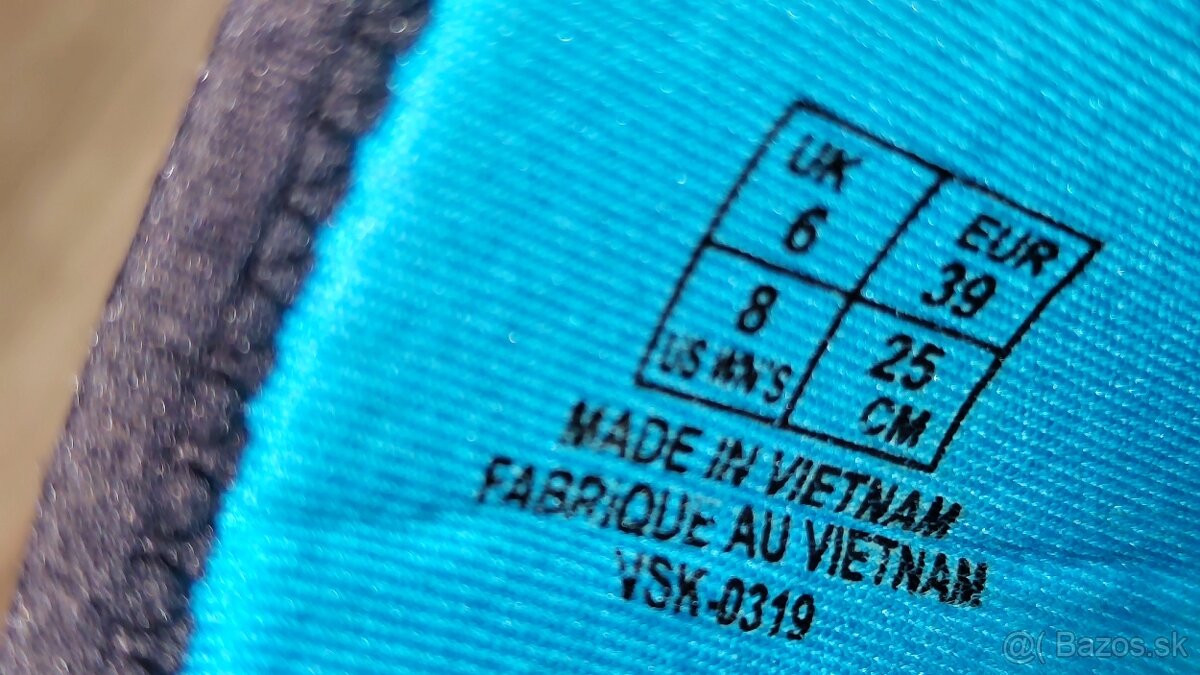 UK
6
EUR
39
8
US WN'S
25
CM
MADE IN VIETNAM
FABRIQUE AU VIETNAM
VSK-0319
@( Bazos.sk